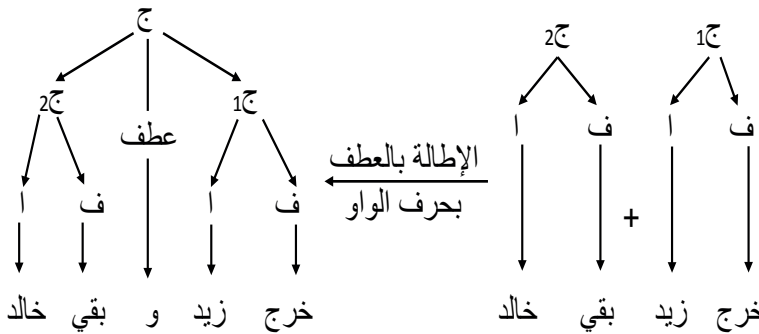 ج
ج1 ج2
ف ا ف ا
+
خرج زيد بقي خالد
الإطالة بالعطف
بحرف الواو
ج
ج1 عطف ج2
ف ا ف ا
خرج زيد و بقي خالد